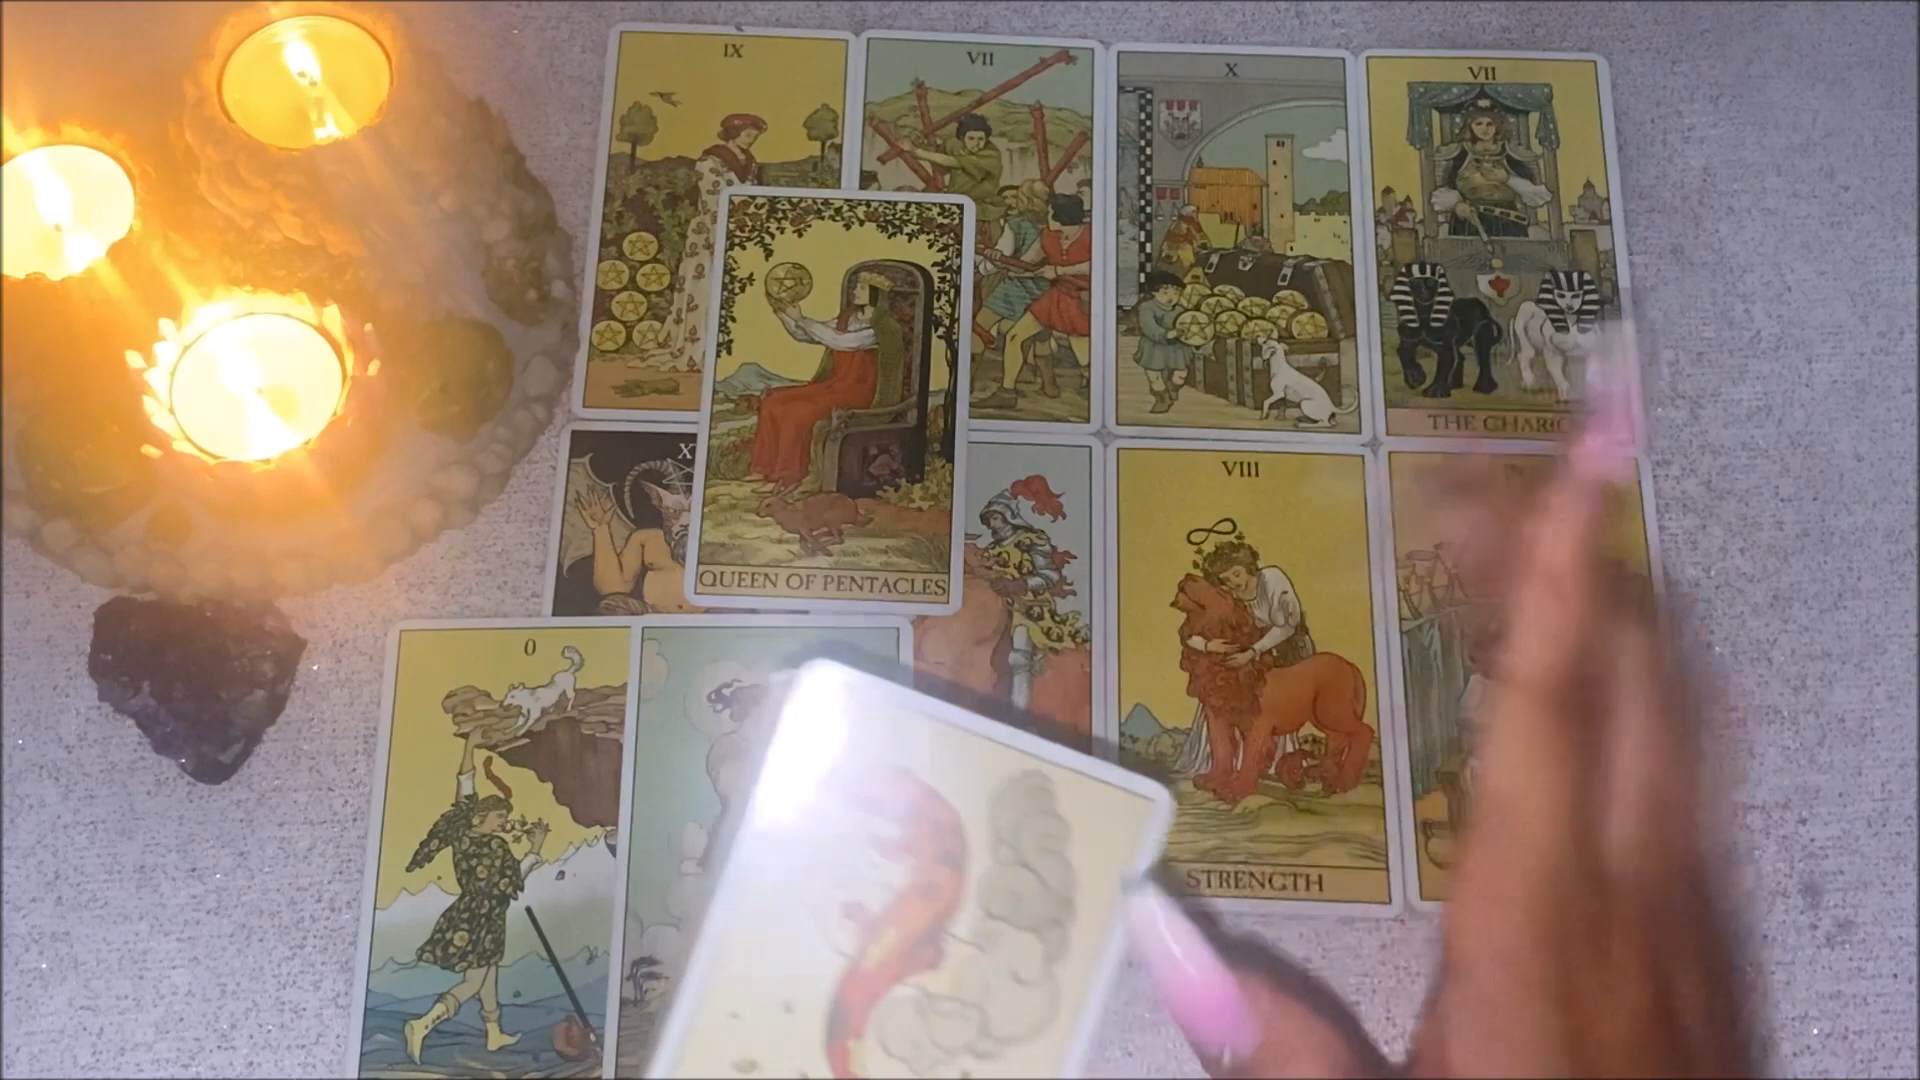 IX
VII
X
VII
THE CHARIO
X
QUEEN OF PENTACLES
VIII
0
STRENGTH